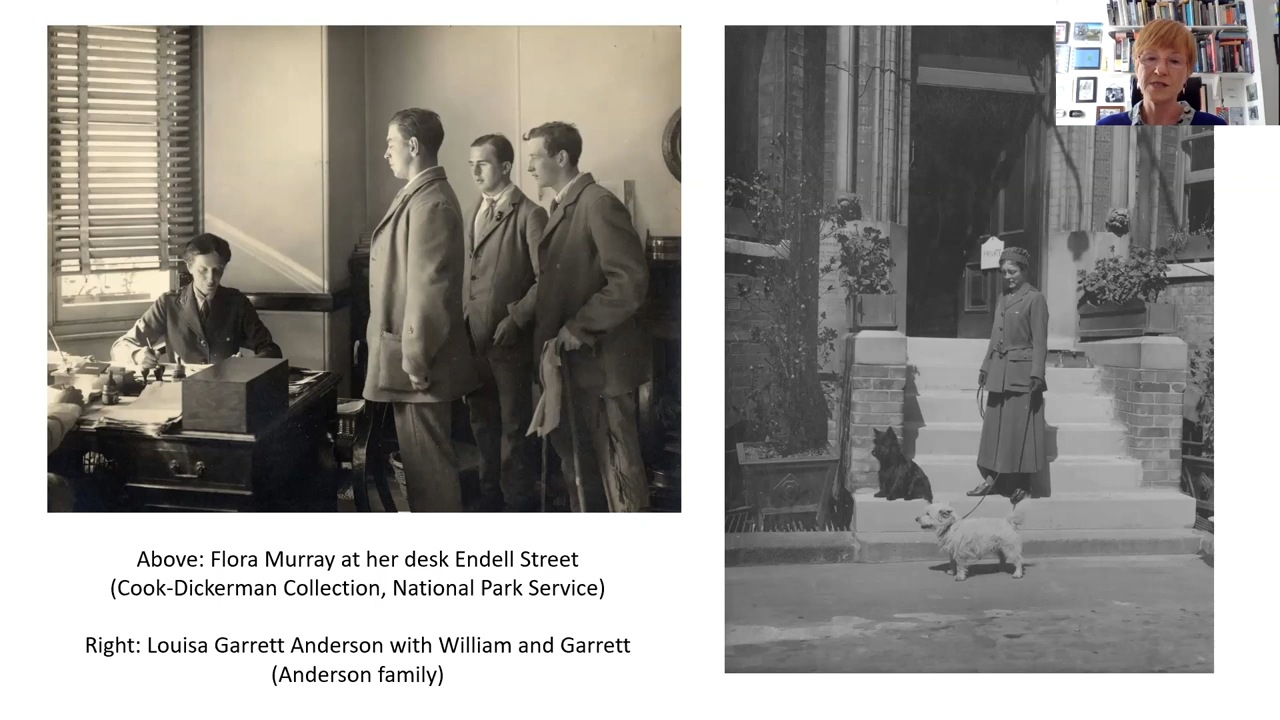 Above: Flora Murray at her desk Endell Street
(Cook-Dickerman Collection, National Park Service)
Right: Louisa Garrett Anderson with William and Garrett
(Anderson family)